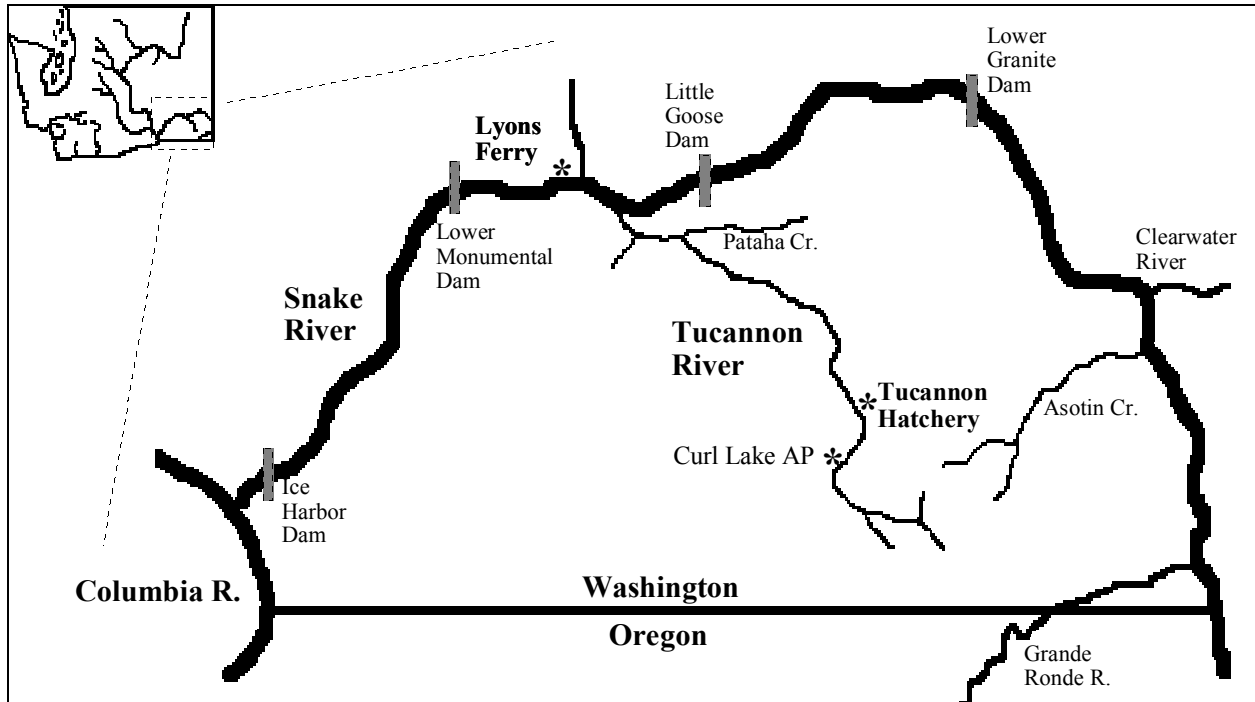 Lower
Granite
Dam
Little
Goose
Dam
Lyons
Ferry
*
Lower
Monumental
Dam
Pataha Cr.
Clearwater
River
Snake
River
Tucannon
River
*
Tucannon
Hatchery
Asotin Cr.
Curl Lake AP *
Ice
Harbor
Dam
Columbia R.
Washington
Oregon
Grande
Ronde R.